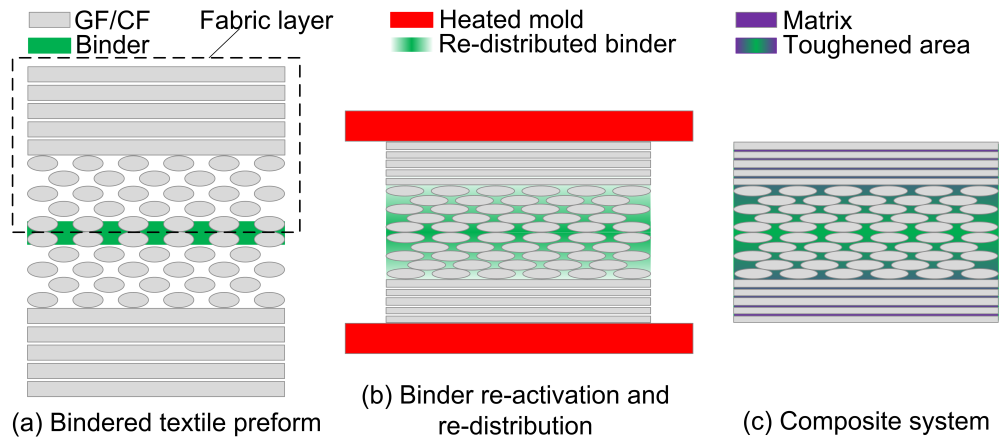 GF/CF
Binder
Fabric layer
Heated mold
Re-distributed binder
Matrix
Toughened area
(a) Bindered textile preform
(b) Binder re-activation and
re-distribution
(c) Composite system